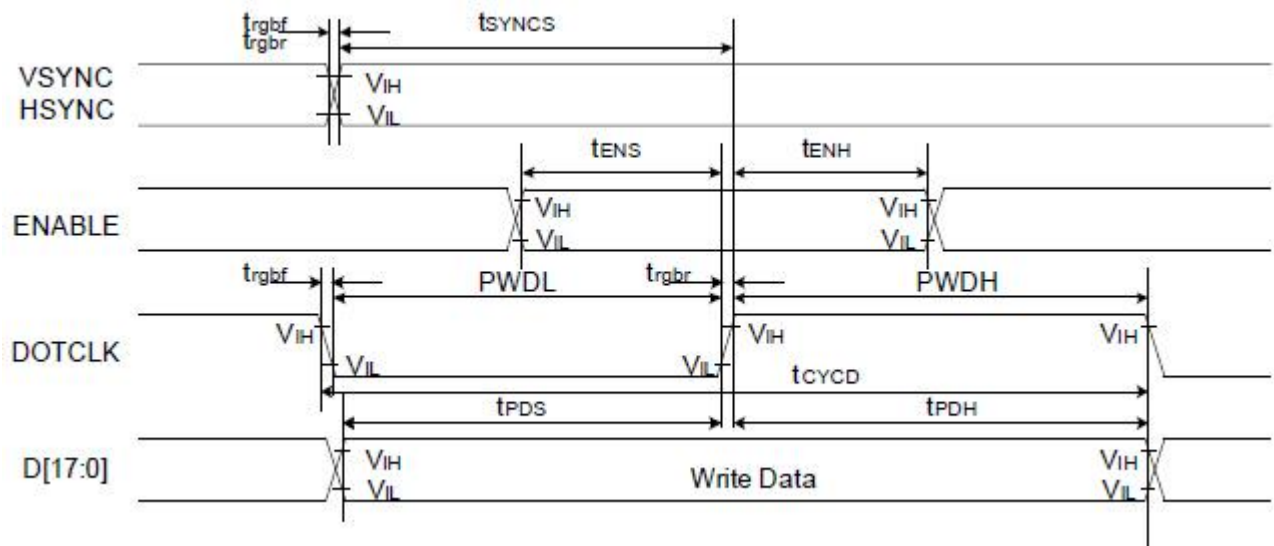 trgbf
trgbr
tSYNCS
VSYNC
HSYNC
VIH
VIL
tENS
tENH
ENABLE
VIH
VIL
VIH
VIL
trgbf
PWDL
trgbr
PWDH
DOTCLK
VIH
VIL
VIL
VIH
VIH
tCYCD
tPDS
tPDH
D[17:0]
VIH
VIL
Write Data
VIH
VIL